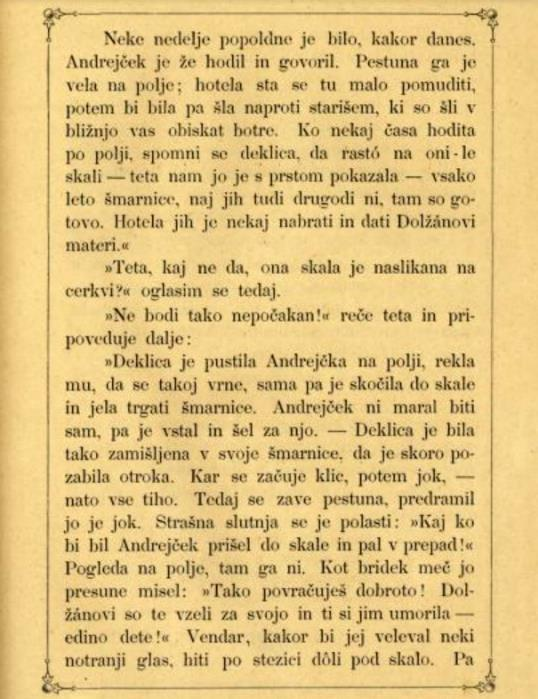 Neke nedelje popoldne je bilo, kakor danes.
Andrejček je že hodil in govoril. Pestuna ga je
vela na polje; hotela sta se tu malo pomuditi,
potem bi bila pa šla naproti starišem, ki so šli v
bližnjo vas obiskat botre. Ko nekaj časa hodita
po polji, spomni se deklica, da rastó na oni-le
skali — teta nam jo je s prstom pokazala — vsako
leto šmarnice, naj jih tudi drugodi ni, tam so go-
tovo. Hotela jih je nekaj nabrati in dati Dolžánovi
materi.«
»Teta, kaj ne da, ona skala je naslikana na
cerkvi?« oglasim se tedaj.
»Ne bodi tako nepočakan!« reče teta in pri-
poveduje dalje:
»Deklica je pustila Andrejčka na polji, rekla
mu, da se takoj vrne, sama pa je skočila do skale
in jela trgati šmarnice. Andrejček ni maral biti
sam, pa je vstal in šel za njo. — Deklica je bila
tako zamišljena v svoje šmarnice, da je skoro po-
zabila otroka. Kar se začuje klic, potem jok, —
nato vse tiho. Tedaj se zave pestuna, predramil
jo je jok. Strašna slutnja se je polasti: »Kaj ko
bi bil Andrejček prišel do skale in pal v prepad!«
Pogleda na polje, tam ga ni. Kot bridek meč jo
presune misel: »Tako povračuješ dobroto! Dol-
žánovi so te vzeli za svojo in ti si jim umorila —
edino dete!« Vendar, kakor bi jej veleval neki
notranji glas, hiti po stezici dôli pod skalo. Pa